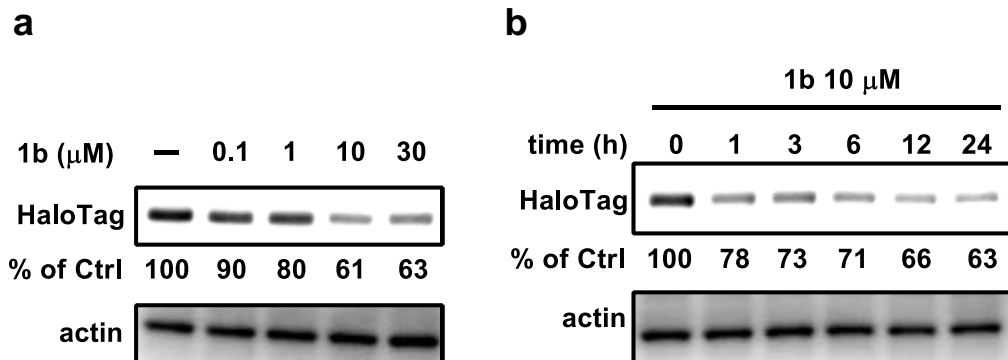 a
1b (μM) – 0.1 1 10 30
HaloTag
% of Ctrl 100 90 80 61 63
actin
b
1b 10 μM
time (h) 0 1 3 6 12 24
HaloTag
% of Ctrl 100 78 73 71 66 63
actin